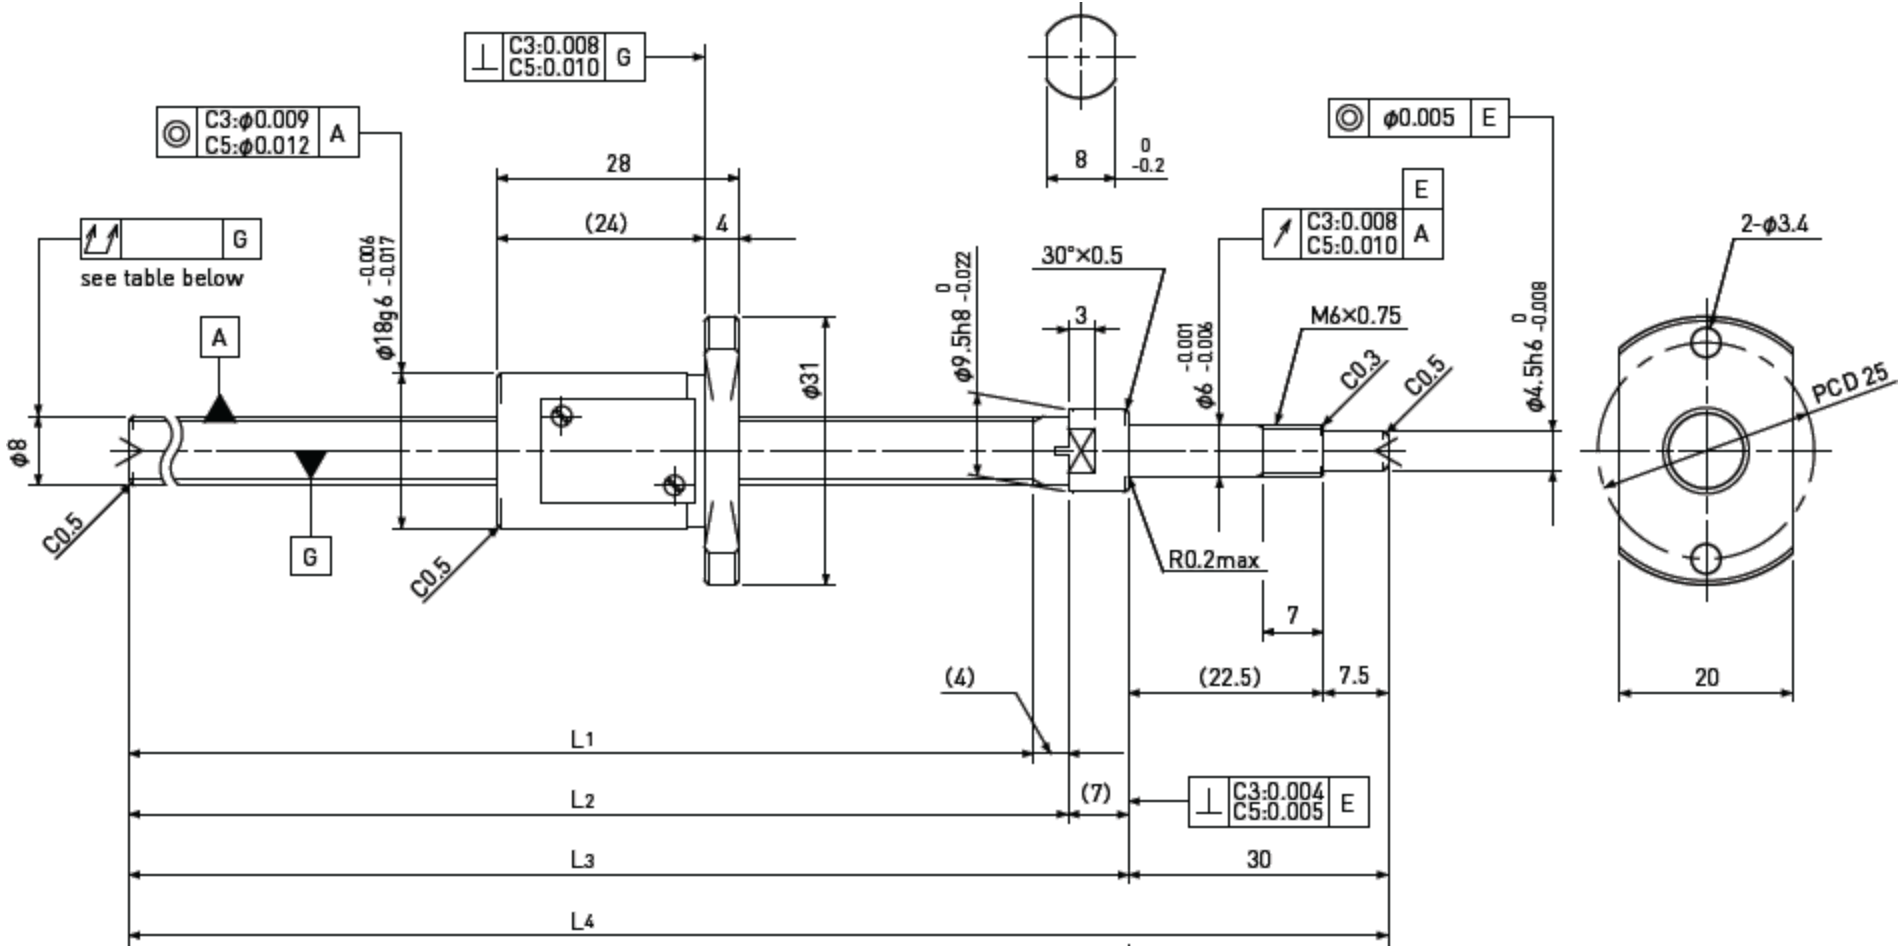 C3:0.008
C5:0.010
G
C3:φ0.009
C5:φ0.012
A
G
see table below
A
G
φ8
C0.5
φ18g6 -0.006
-0.017
28
(24)
4
C0.5
φ31
8
0
-0.2
φ0.005
E
E
C3:0.008
C5:0.010
A
30°×0.5
φ9.5h8 0
-0.022
3
φ6 -0.001
-0.006
M6×0.75
C0.3
C0.5
φ4.5h6 0
-0.008
2-φ3.4
PCD 25
20
R0.2max
7
(22.5)
7.5
(4)
L1
L2
(7)
C3:0.004
C5:0.005
E
L3
30
L4